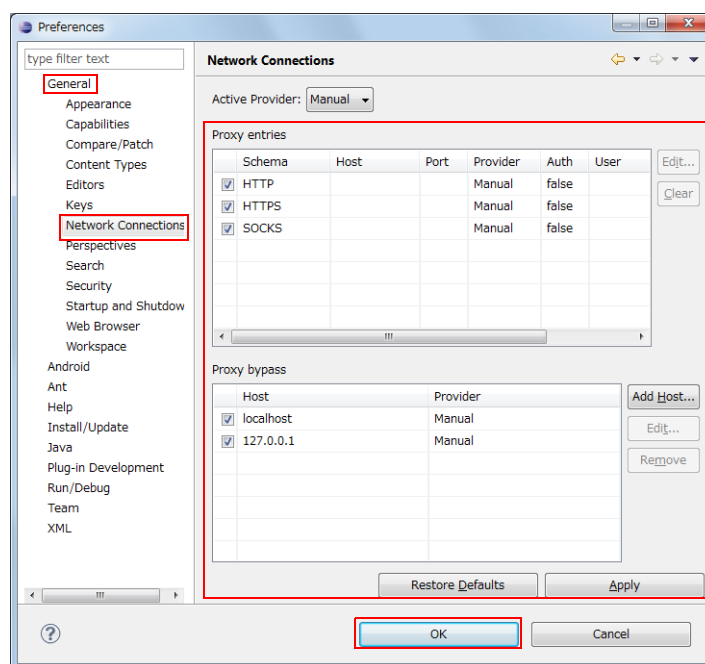 Preferences
type filter text
General
Appearance
Capabilities
Compare/Patch
Content Types
Editors
Keys
Network Connections
Perspectives
Search
Security
Startup and Shutdow
Web Browser
Workspace
Android
Ant
Help
Install/Update
Java
Plug-in Development
Run/Debug
Team
XML
Network Connections
Active Provider: Manual
Proxy entries
Schema Host Port Provider Auth User
HTTP Manual false
HTTPS Manual false
SOCKS Manual false
Edit...
Clear
Proxy bypass
Host Provider
localhost Manual
127.0.0.1 Manual
Add Host...
Edit...
Remove
Restore Defaults Apply
OK Cancel